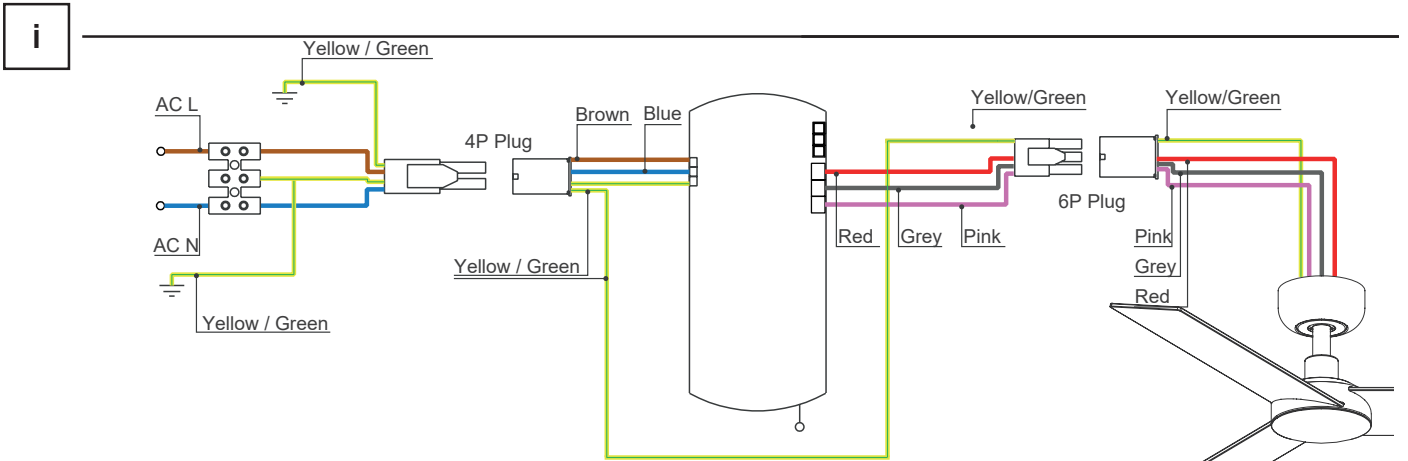 i
Yellow / Green
AC L
4P Plug
Brown
Blue
Yellow/Green
Yellow/Green
6P Plug
AC N
Yellow / Green
Red
Grey
Pink
Pink
Grey
Red
Yellow / Green